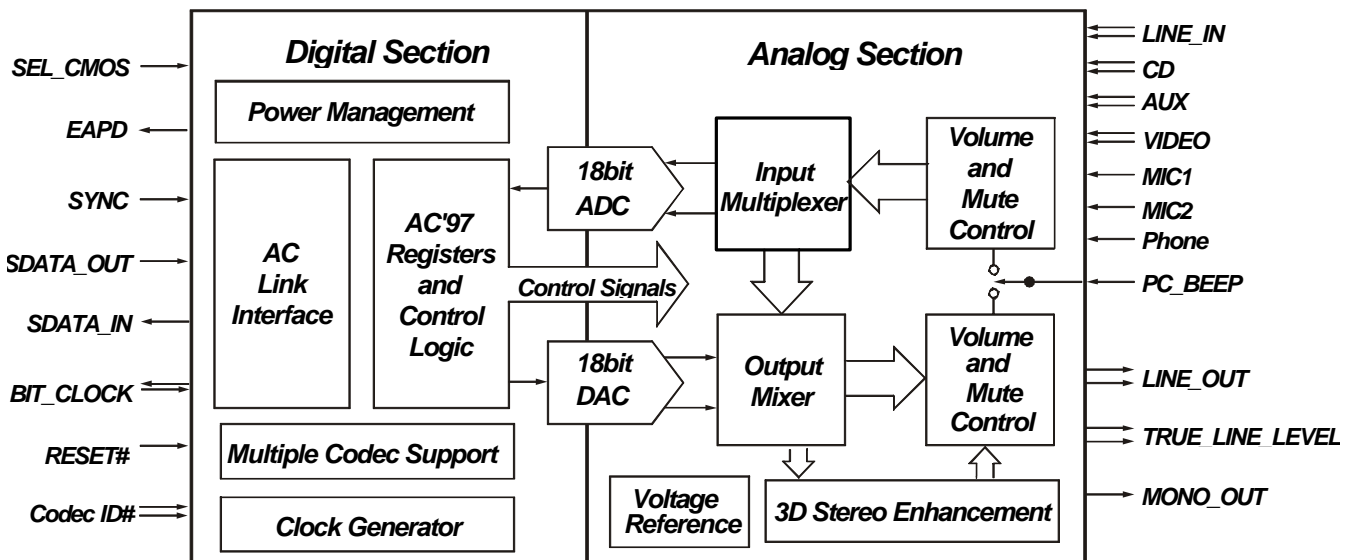 SEL_CMOS
EAPD
SYNC
SDATA_OUT
SDATA_IN
BIT_CLOCK
RESET#
Codec ID#
Digital Section
Power Management
AC
Link
Interface
AC'97
Registers
and
Control
Logic
Multiple Codec Support
Clock Generator
Analog Section
18bit
ADC
Input
Multiplexer
Volume
and
Mute
Control
Control Signals
18bit
DAC
Output
Mixer
Volume
and
Mute
Control
Voltage
Reference
3D Stereo Enhancement
LINE_IN
CD
AUX
VIDEO
MIC1
MIC2
Phone
PC_BEEP
LINE_OUT
TRUE_LINE_LEVEL
MONO_OUT